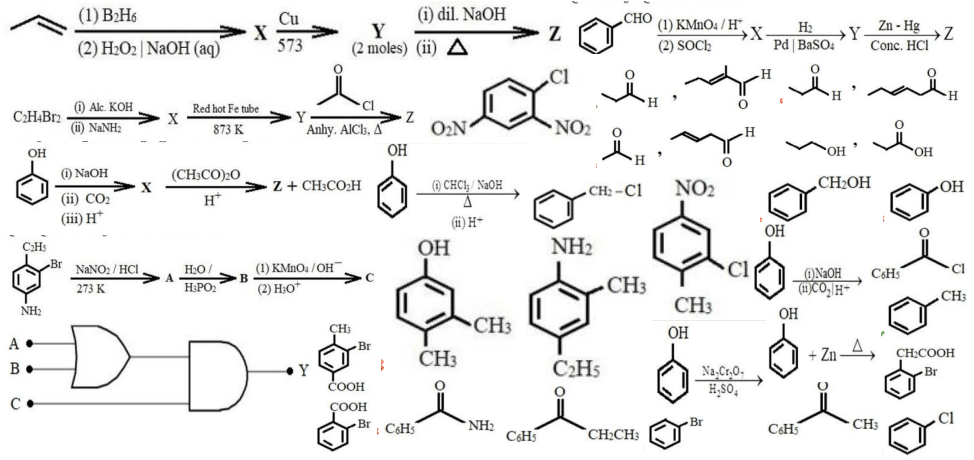 (1) B2H6
(2) H2O2 | NaOH (aq)
X
Cu
573
Y
(2 moles)
(i) dil. NaOH
(ii) Δ
Z
CHO
(1) KMnO4 / H+
(2) SOCl2
X
H2
Pd | BaSO4
Y
Zn - Hg
Conc. HCl
Z
C2H4Br2
(i) Alc. KOH
(ii) NaNH2
X
Red hot Fe tube
873 K
Y
O
Cl
Anhy. AlCl3, Δ
Z
Cl
O2N
NO2
O
H
,
O
H
O
H
,
O
H
O
H
,
O
H
OH
,
O
OH
OH
(i) NaOH
(ii) CO2
(iii) H+
X
(CH3CO)2O
H+
Z + CH3CO2H
OH
(i) CHCl3 / NaOH
Δ
(ii) H+
CH2-Cl
NO2
Cl
CH3
CH2OH
OH
C2H5
Br
NH2
NaNO2 / HCl
273 K
A
H2O /
H3PO2
B
(1) KMnO4 / OH−
(2) H3O+
C
OH
CH3
CH3
NH2
CH3
C2H5
OH
(i)NaOH
(ii)CO2|H+
O
C6H5
Cl
CH3
A
B
C
Y
CH3
Br
COOH
COOH
Br
O
C6H5
NH2
O
C6H5
CH2CH3
OH
Na2Cr2O7
H2SO4
Br
OH
+ Zn
Δ
CH2COOH
Br
O
C6H5
CH3
Cl